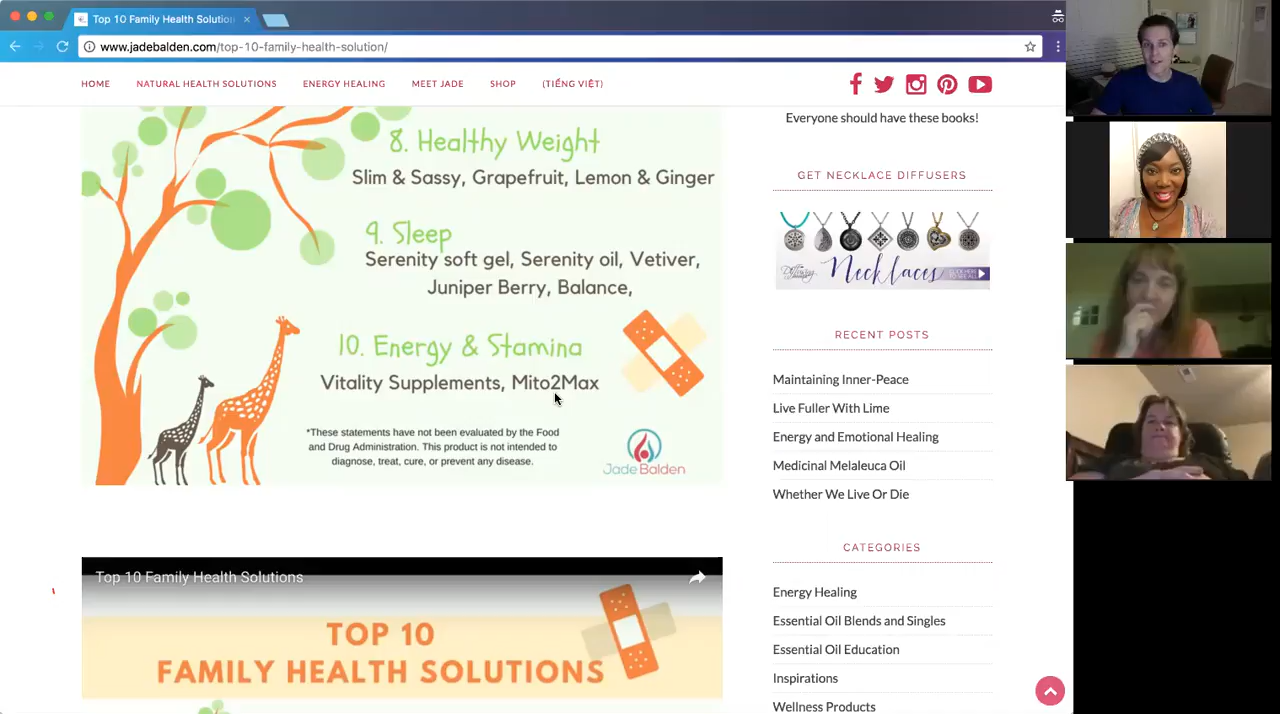 Top 10 Family Health Solution
www.jadebalden.com/top-10-family-health-solution/
HOME NATURAL HEALTH SOLUTIONS ENERGY HEALING MEET JADE SHOP (TIẾNG VIỆT)
8. Healthy Weight
Slim & Sassy, Grapefruit, Lemon & Ginger
9. Sleep
Serenity soft gel, Serenity oil, Vetiver,
Juniper Berry, Balance,
10. Energy & Stamina
Vitality Supplements, Mito2Max
*These statements have not been evaluated by the Food
and Drug Administration. This product is not intended to
diagnose, treat, cure, or prevent any disease.
Jade Balden
Top 10 Family Health Solutions
TOP 10
FAMILY HEALTH SOLUTIONS
Everyone should have these books!
GET NECKLACE DIFFUSERS
Necklaces
RECENT POSTS
Maintaining Inner-Peace
Live Fuller With Lime
Energy and Emotional Healing
Medicinal Melaleuca Oil
Whether We Live Or Die
CATEGORIES
Energy Healing
Essential Oil Blends and Singles
Essential Oil Education
Inspirations
Wellness Products